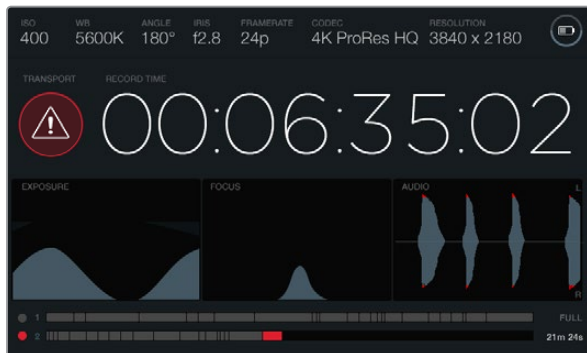 ISO WB ANGLE IRIS FRAMERATE CODEC RESOLUTION
400 5600K 180° f2.8 24p 4K ProRes HQ 3840 x 2180
TRANSPORT RECORD TIME
00:06:35:02
EXPOSURE FOCUS AUDIO L
R
1 FULL
2 21m 24s